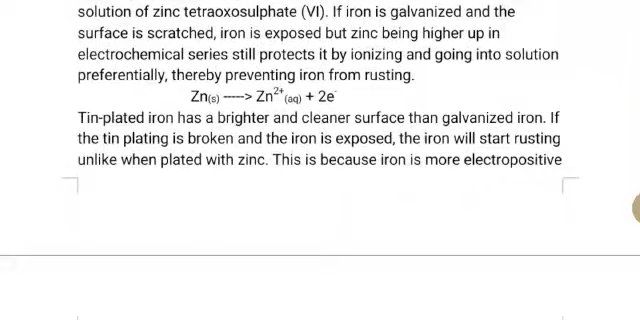 solution of zinc tetraoxosulphate (VI). If iron is galvanized and the
surface is scratched, iron is exposed but zinc being higher up in
electrochemical series still protects it by ionizing and going into solution
preferentially, thereby preventing iron from rusting.
Zn(s) -----> Zn²⁺(aq) + 2e⁻
Tin-plated iron has a brighter and cleaner surface than galvanized iron. If
the tin plating is broken and the iron is exposed, the iron will start rusting
unlike when plated with zinc. This is because iron is more electropositive